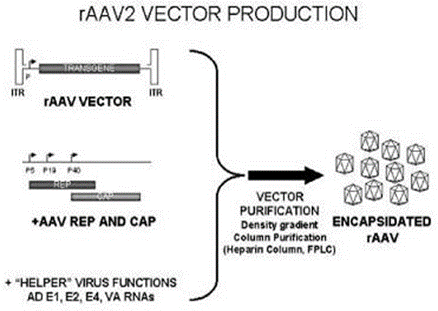 rAAV2 VECTOR PRODUCTION
P
TRANSGENE
ITR
ITR
rAAV VECTOR
P5 P19 P40
REP
CAP
+AAV REP AND CAP
+ "HELPER" VIRUS FUNCTIONS
AD E1, E2, E4, VA RNAs
VECTOR
PURIFICATION
Density gradient
Column Purification
(Heparin Column, FPLC)
ENCAPSIDATED
rAAV